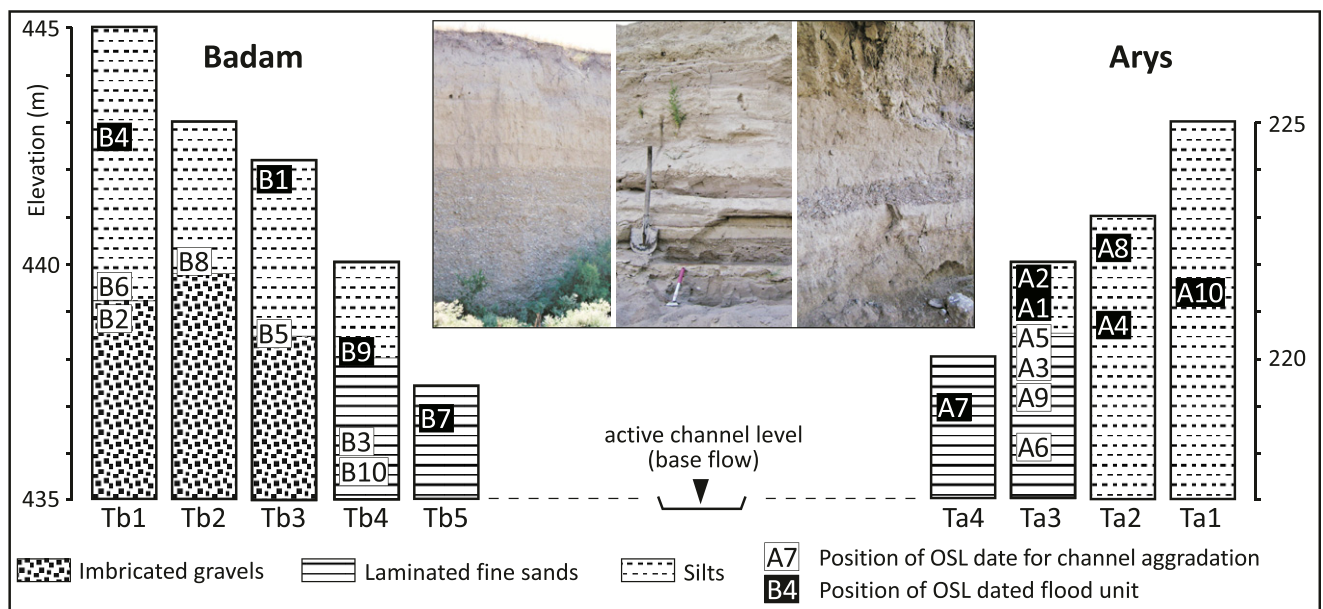 445
Badam
Arys
Elevation (m)
B4
B1
B8
440
B6
B2
B5
B9
B7
B3
B10
435
Tb1
Tb2
Tb3
Tb4
Tb5
active channel level
(base flow)
225
A8
A2
A10
A1
A4
A5
220
A3
A9
A7
A6
Ta4
Ta3
Ta2
Ta1
Imbricated gravels
Laminated fine sands
Silts
A7 Position of OSL date for channel aggradation
B4 Position of OSL dated flood unit